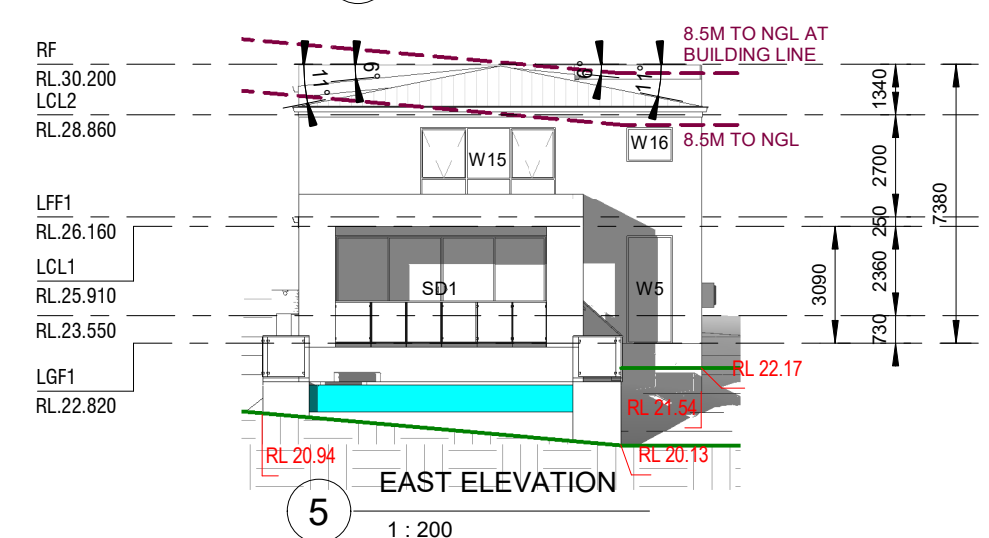 RF
RL.30.200
LCL2
RL.28.860
LFF1
RL.26.160
LCL1
RL.25.910
RL.23.550
LGF1
RL.22.820
8.5M TO NGL AT
BUILDING LINE
8.5M TO NGL
11°
6°
6°
11°
W15
W16
SD1
W5
1340
2700
250
2360
730
3090
7380
RL 22.17
RL 21.54
RL 20.94
RL 20.13
5
EAST ELEVATION
1 : 200